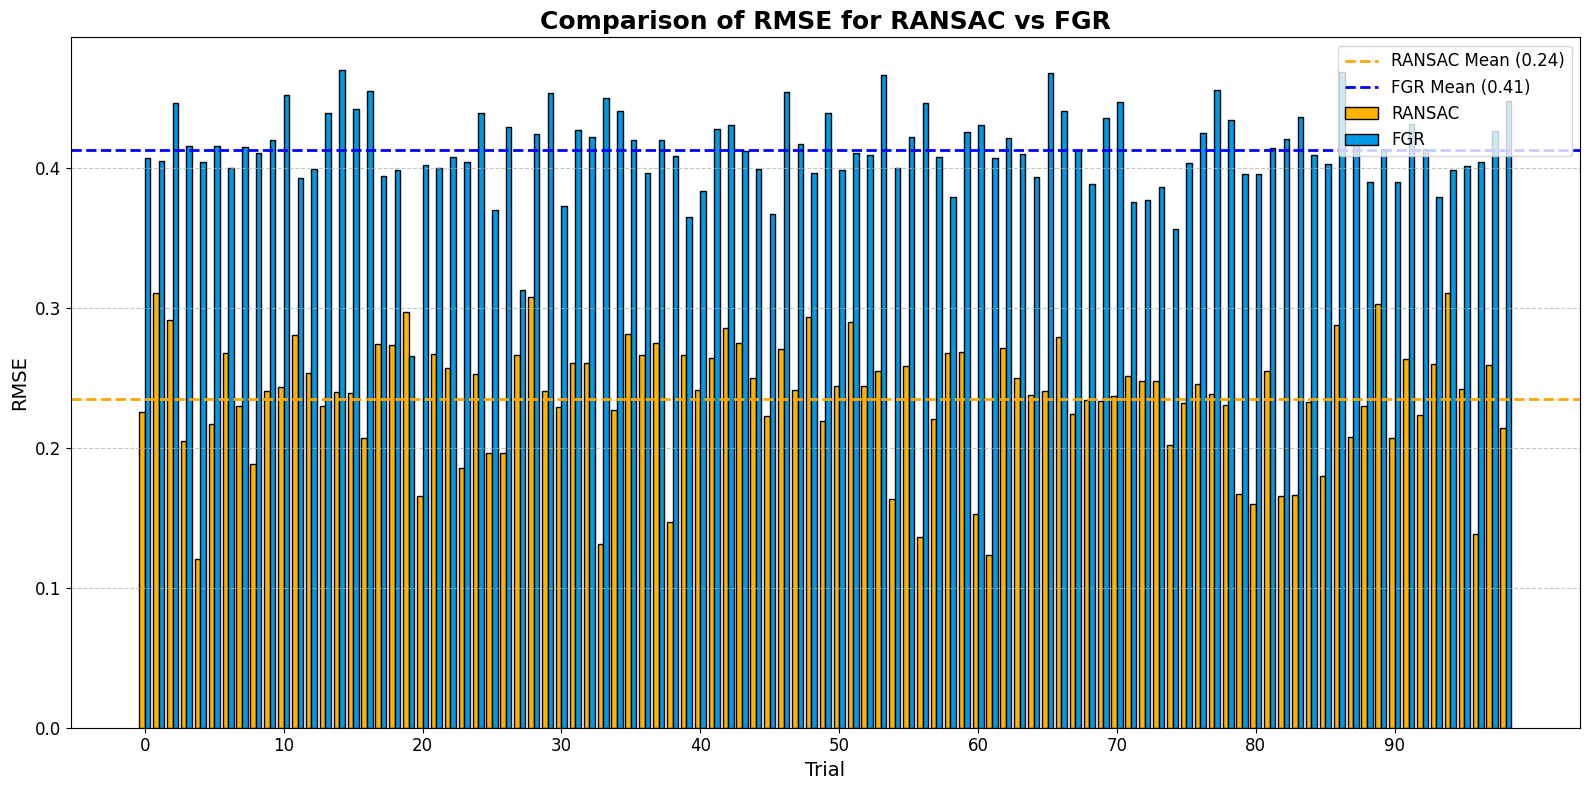 Comparison of RMSE for RANSAC vs FGR
RANSAC Mean (0.24)
FGR Mean (0.41)
RANSAC
FGR
RMSE
0.4
0.3
0.2
0.1
0.0
0 10 20 30 40 50 60 70 80 90
Trial